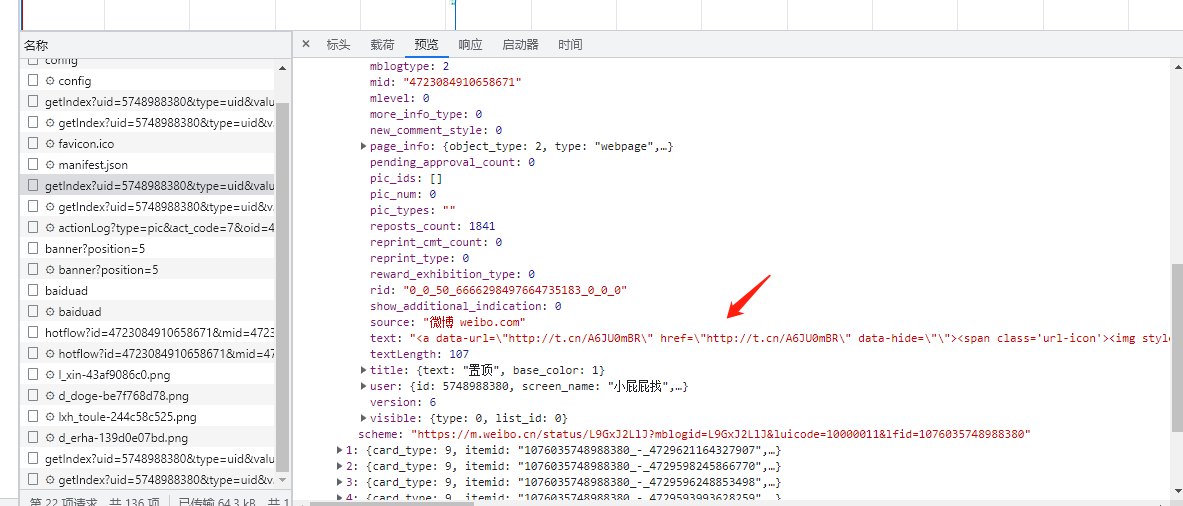 名称
config
config
getIndex?uid=5748988380&type=uid&valu
getIndex?uid=5748988380&type=uid&v
favicon.ico
manifest.json
getIndex?uid=5748988380&type=uid&valu
getIndex?uid=5748988380&type=uid&v
actionLog?type=pic&act_code=7&oid=4
banner?position=5
banner?position=5
baiduad
baiduad
hotflow?id=4723084910658671&mid=4723
hotflow?id=4723084910658671&mid=47
l_xin-43af9086c0.png
d_doge-be7f768d78.png
lxh_toule-244c58c525.png
d_erha-139d0e07bd.png
getIndex?uid=5748988380&type=uid&valu
getIndex?uid=5748988380&type=uid&v
第 22 项请求，共 136 项 已传输 64.3 kB，共 1
× 标头 载荷 预览 响应 启动器 时间
mblogtype: 2
mid: "4723084910658671"
mlevel: 0
more_info_type: 0
new_comment_style: 0
page_info: {object_type: 2, type: "webpage",…}
pending_approval_count: 0
pic_ids: []
pic_num: 0
pic_types: ""
reposts_count: 1841
reprint_cmt_count: 0
reprint_type: 0
reward_exhibition_type: 0
rid: "0_0_50_6666298497664735183_0_0_0"
show_additional_indication: 0
source: "微博 weibo.com"
text: "<a data-url=\"http://t.cn/A6JU0mBR\" href=\"http://t.cn/A6JU0mBR\" data-hide=\"\"><span class='url-icon'><img style
textLength: 107
title: {text: "置顶", base_color: 1}
user: {id: 5748988380, screen_name: "小屁屁找",…}
version: 6
visible: {type: 0, list_id: 0}
scheme: "https://m.weibo.cn/status/L9GxJ2LlJ?mblogid=L9GxJ2LlJ&luicode=10000011&lfid=1076035748988380"
1: {card_type: 9, itemid: "1076035748988380_-_4729621164327907",…}
2: {card_type: 9, itemid: "1076035748988380_-_4729598245866770",…}
3: {card_type: 9, itemid: "1076035748988380_-_4729596248853498",…}
4: {card_type: 9, itemid: "1076035748988380_-_4729593993628259",…}